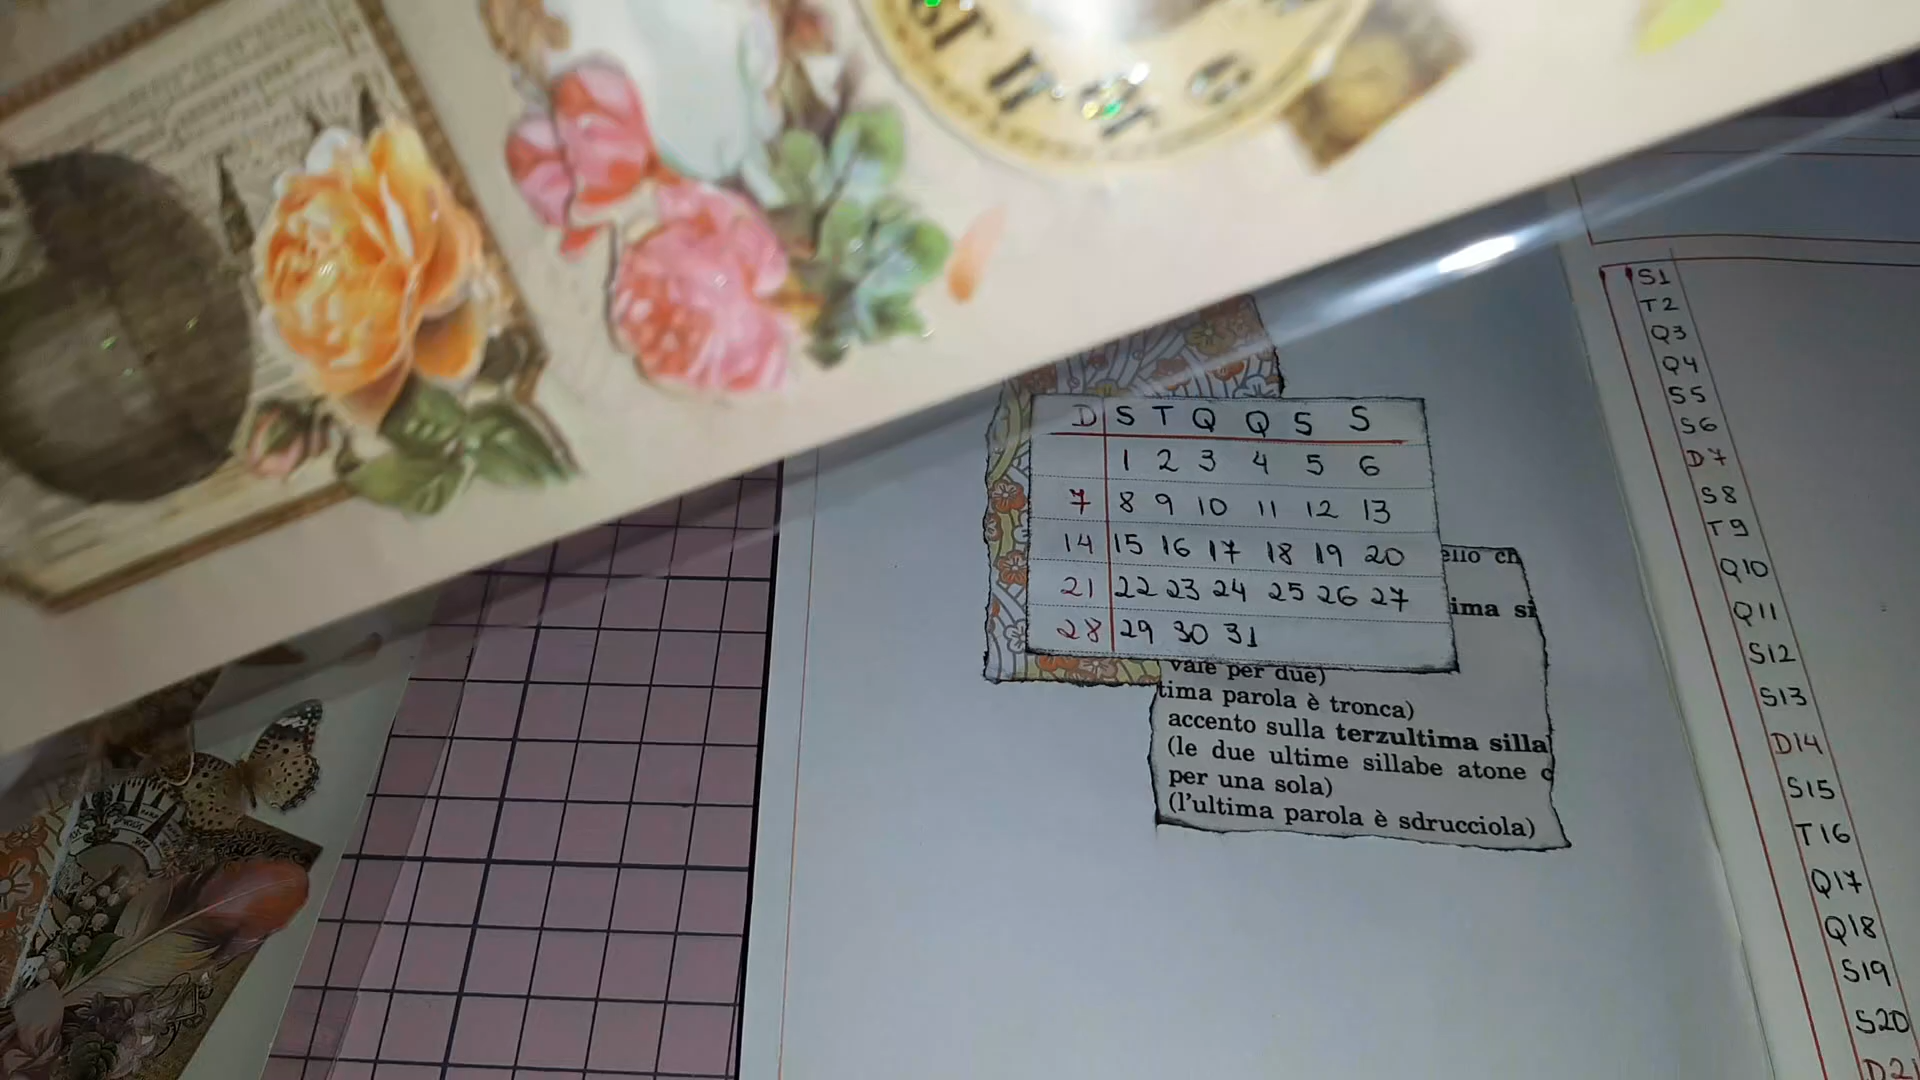 D S T Q Q S S
1 2 3 4 5 6
7 8 9 10 11 12 13
14 15 16 17 18 19 20
21 22 23 24 25 26 27
28 29 30 31
ima
vale per due)
tima parola è tronca)
accento sulla terzultima silla
(le due ultime sillabe atone
per una sola)
(l'ultima parola è sdrucciola)
S1
T2
Q3
Q4
S5
S6
D7
S8
T9
Q10
Q11
S12
S13
D14
S15
T16
Q17
Q18
S19
S20
D21